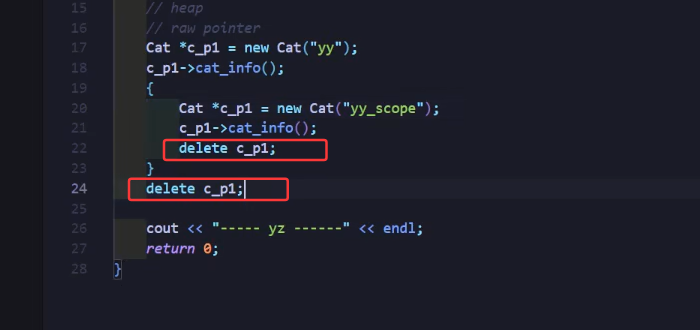 15 // heap
16 // raw pointer
17 Cat *c_p1 = new Cat("yy");
18 c_p1->cat_info();
19 {
20 Cat *c_p1 = new Cat("yy_scope");
21 c_p1->cat_info();
22 delete c_p1;
23 }
24 delete c_p1;
25
26 cout << "----- yz ------" << endl;
27 return 0;
28 }